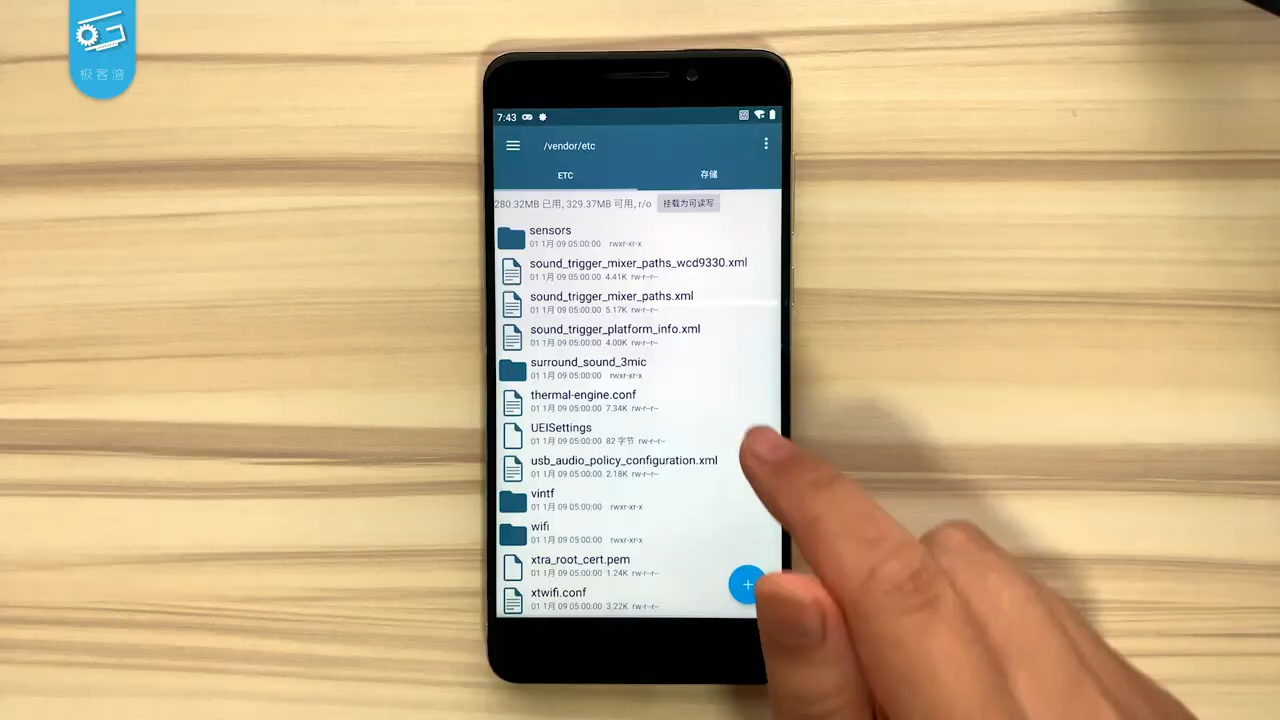 极客湾
7:43
/vendor/etc
ETC
存储
280.32MB 已用, 329.37MB 可用, r/o
挂载为可读写
sensors
01 1月 09 05:00:00 rwxr-xr-x
sound_trigger_mixer_paths_wcd9330.xml
01 1月 09 05:00:00 4.41K rw-r--r--
sound_trigger_mixer_paths.xml
01 1月 09 05:00:00 5.17K rw-r--r--
sound_trigger_platform_info.xml
01 1月 09 05:00:00 4.00K rw-r--r--
surround_sound_3mic
01 1月 09 05:00:00 rwxr-xr-x
thermal-engine.conf
01 1月 09 05:00:00 7.34K rw-r--r--
UEISettings
01 1月 09 05:00:00 82 字节 rw-r--r--
usb_audio_policy_configuration.xml
01 1月 09 05:00:00 2.18K rw-r--r--
vintf
01 1月 09 05:00:00 rwxr-xr-x
wifi
01 1月 09 05:00:00 rwxr-xr-x
xtra_root_cert.pem
01 1月 09 05:00:00 1.24K rw-r--r--
xtwifi.conf
01 1月 09 05:00:00 3.22K rw-r--r--